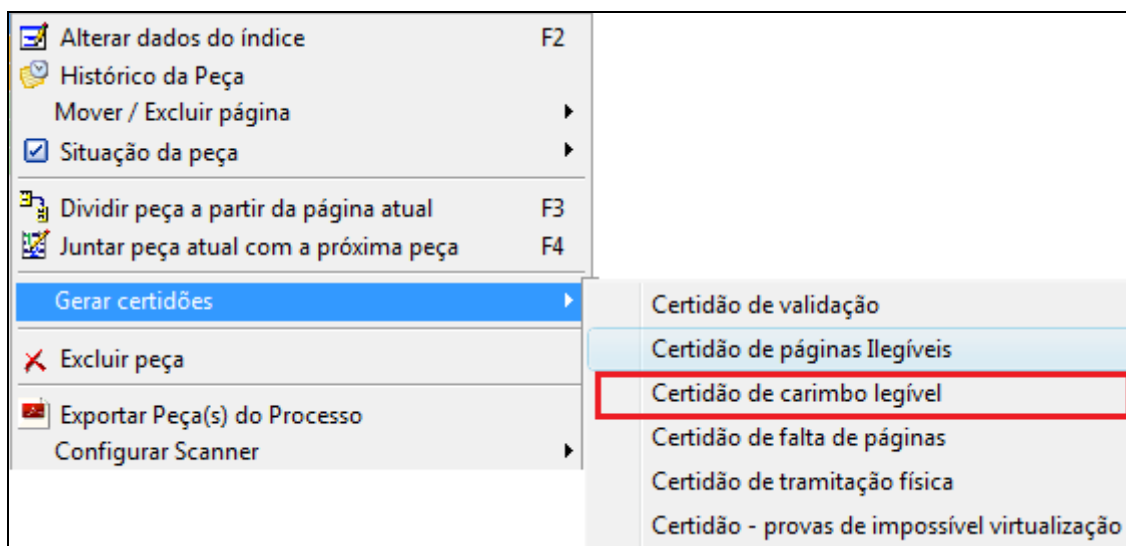 Alterar dados do índice F2
Histórico da Peça
Mover / Excluir página
Situação da peça
Dividir peça a partir da página atual F3
Juntar peça atual com a próxima peça F4
Gerar certidões
Excluir peça
Exportar Peça(s) do Processo
Configurar Scanner
Certidão de validação
Certidão de páginas Ilegíveis
Certidão de carimbo legível
Certidão de falta de páginas
Certidão de tramitação física
Certidão - provas de impossível virtualização